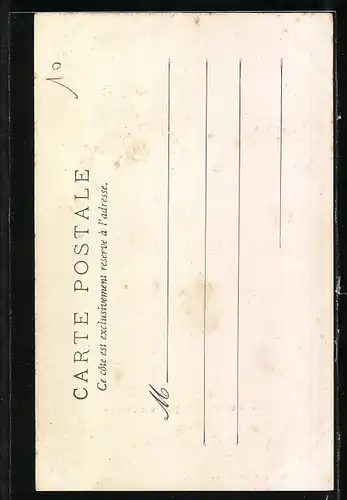 10
CARTE POSTALE
Ce côte est exclusivement reserve à l'adresse.
M